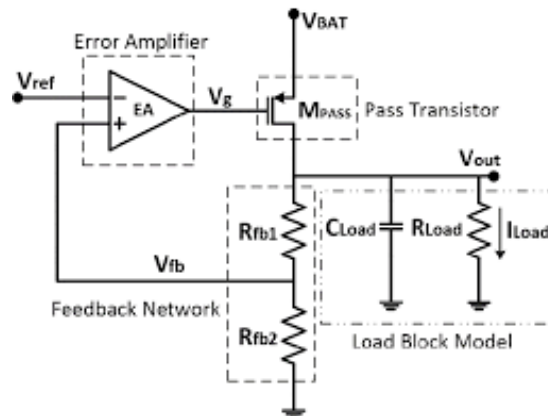 VBAT
Error Amplifier
Vref
−
EA
+
Vg
MPASS
Pass Transistor
Vout
Rfb1
CLoad
RLoad
ILoad
Vfb
Feedback Network
Rfb2
Load Block Model